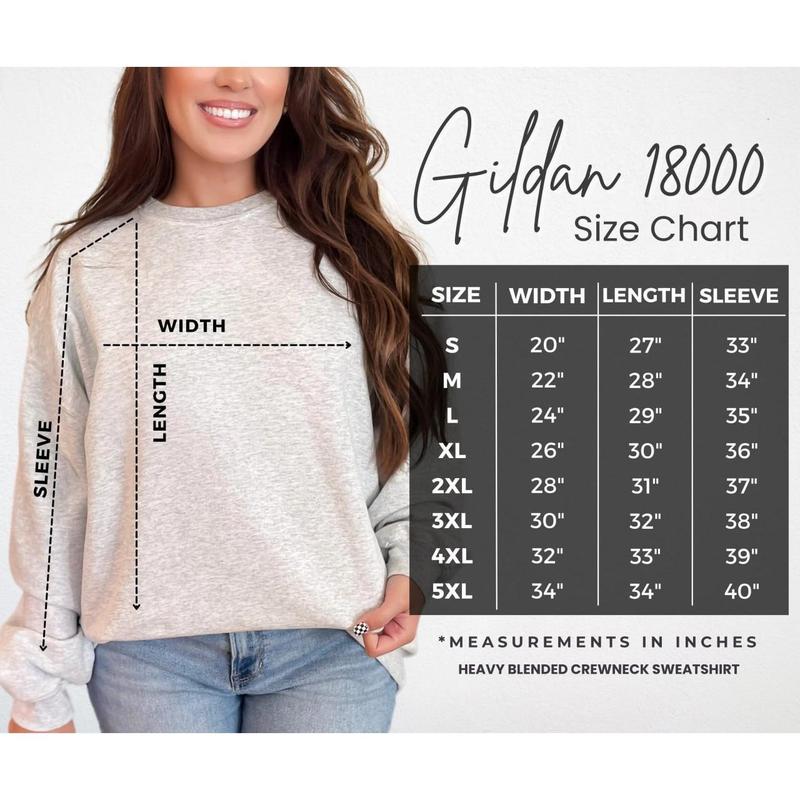 Gildan 18000
Size Chart
WIDTH
LENGTH
SLEEVE
SIZE WIDTH LENGTH SLEEVE
S 20" 27" 33"
M 22" 28" 34"
L 24" 29" 35"
XL 26" 30" 36"
2XL 28" 31" 37"
3XL 30" 32" 38"
4XL 32" 33" 39"
5XL 34" 34" 40"
*MEASUREMENTS IN INCHES
HEAVY BLENDED CREWNECK SWEATSHIRT